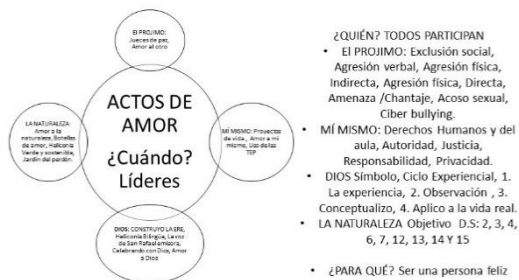 El PROJIMO:
Jueces de paz,
Amor al otro
ACTOS DE
AMOR
¿Cuándo?
Líderes
LA NATURALEZA:
Amor a la
naturaleza, Botellas
de amor, Heliconia
Verde y sostenible,
Jardín del perdón.
MÍ MISMO: Proyectos
de vida, Amor a mi
mismo, Uso de las
TEP
DIOS: CONSTRUYO LA ERE,
Heliconia Bilingüe, La voz
de San Rafael emisora,
Celebrando con Dios, Amor
a Dios
¿QUIÉN? TODOS PARTICIPAN
• El PROJIMO: Exclusión social,
Agresión verbal, Agresión física,
Indirecta, Agresión física, Directa,
Amenaza /Chantaje, Acoso sexual,
Ciber bullying.
• MÍ MISMO: Derechos Humanos y del
aula, Autoridad, Justicia,
Responsabilidad, Privacidad.
• DIOS Símbolo, Ciclo Experiencial, 1.
La experiencia, 2. Observación , 3.
Conceptualizo, 4. Aplico a la vida real.
• LA NATURALEZA Objetivo D.S: 2, 3, 4,
6, 7, 12, 13, 14 Y 15
• ¿PARA QUÉ? Ser una persona feliz